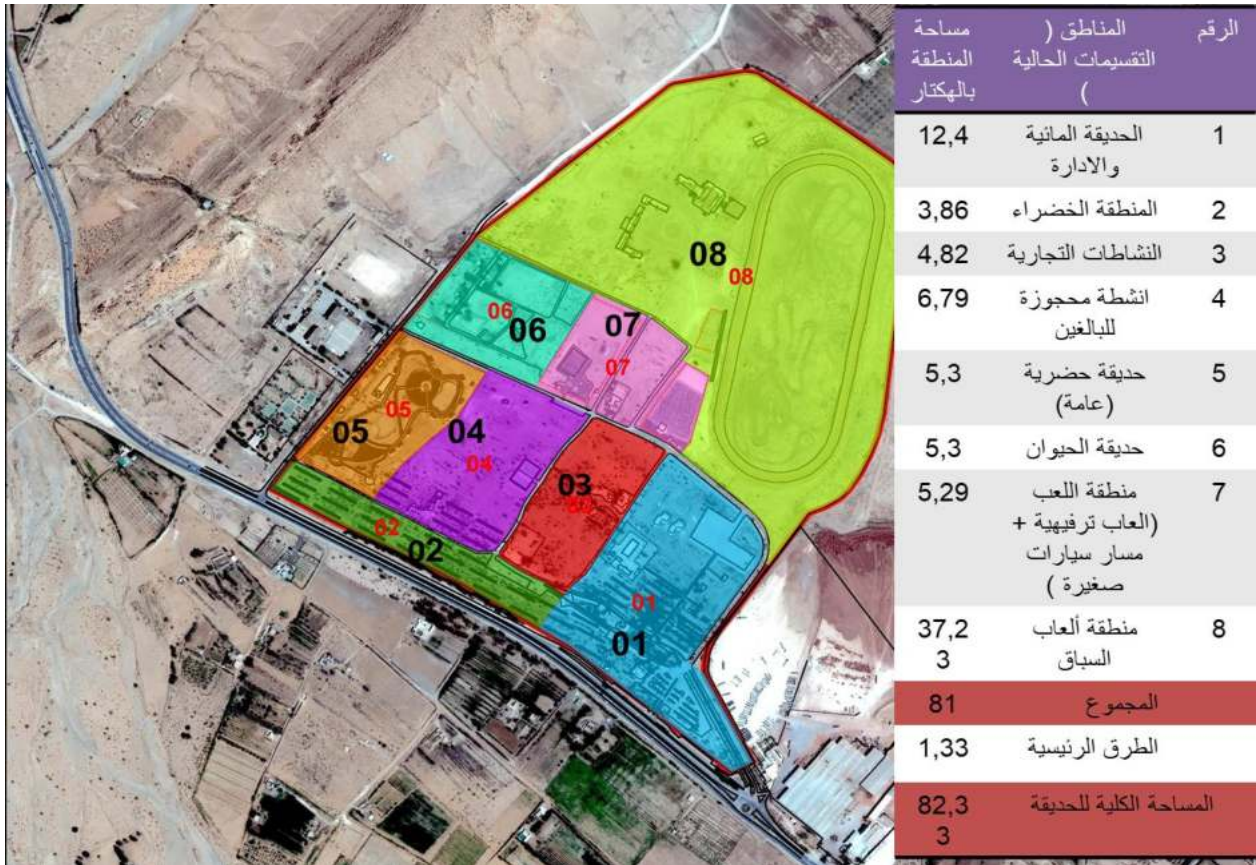 الرقم
المناطق (
التقسيمات الحالية
)
مساحة
المنطقة
بالهكتار
1
الحديقة المائية
والادارة
12,4
2
المنطقة الخضراء
3,86
3
النشاطات التجارية
4,82
4
انشطة محجوزة
للبالغين
6,79
5
حديقة حضرية
(عامة)
5,3
6
حديقة الحيوان
5,3
7
منطقة اللعب
(العاب ترفيهية +
مسار سيارات
صغيرة )
5,29
8
منطقة ألعاب
السباق
37,2
3
المجموع
81
الطرق الرئيسية
1,33
المساحة الكلية للحديقة
82,3
3
08
08
06
06
07
07
05
05
04
04
03
02
02
01
01